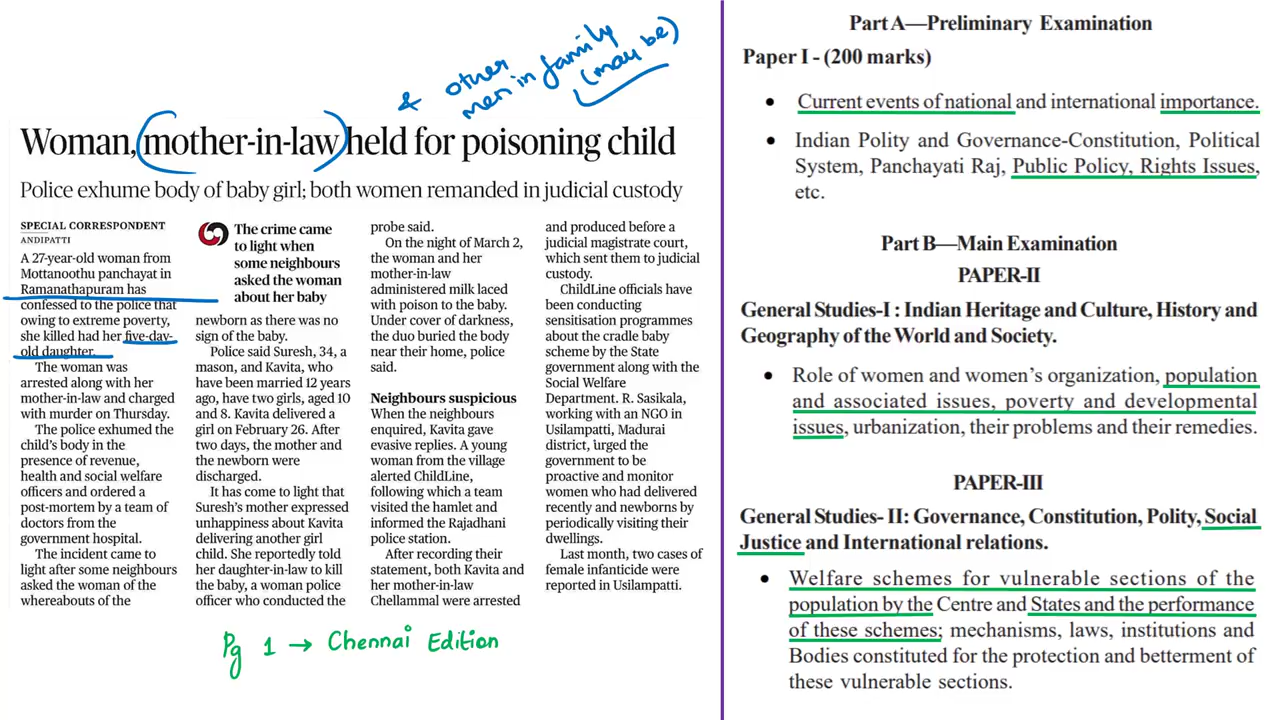 & other
men in family
(may be)
Woman, mother-in-law held for poisoning child
Police exhume body of baby girl; both women remanded in judicial custody
SPECIAL CORRESPONDENT
ANDIPATTI
A 27-year-old woman from
Mottanoothu panchayat in
Ramanathapuram has
confessed to the police that
owing to extreme poverty,
she killed had her five-day-
old daughter.
The woman was
arrested along with her
mother-in-law and charged
with murder on Thursday.
The police exhumed the
child's body in the
presence of revenue,
health and social welfare
officers and ordered a
post-mortem by a team of
doctors from the
government hospital.
The incident came to
light after some neighbours
asked the woman of the
whereabouts of the
The crime came
to light when
some neighbours
asked the woman
about her baby
newborn as there was no
sign of the baby.
Police said Suresh, 34, a
mason, and Kavita, who
have been married 12 years
ago, have two girls, aged 10
and 8. Kavita delivered a
girl on February 26. After
two days, the mother and
the newborn were
discharged.
It has come to light that
Suresh's mother expressed
unhappiness about Kavita
delivering another girl
child. She reportedly told
her daughter-in-law to kill
the baby, a woman police
officer who conducted the
probe said.
On the night of March 2,
the woman and her
mother-in-law
administered milk laced
with poison to the baby.
Under cover of darkness,
the duo buried the body
near their home, police
said.
Neighbours suspicious
When the neighbours
enquired, Kavita gave
evasive replies. A young
woman from the village
alerted ChildLine,
following which a team
visited the hamlet and
informed the Rajadhani
police station.
After recording their
statement, both Kavita and
her mother-in-law
Chellammal were arrested
and produced before a
judicial magistrate court,
which sent them to judicial
custody.
ChildLine officials have
been conducting
sensitisation programmes
about the cradle baby
scheme by the State
government along with the
Social Welfare
Department. R. Sasikala,
working with an NGO in
Usilampatti, Madurai
district, urged the
government to be
proactive and monitor
women who had delivered
recently and newborns by
periodically visiting their
dwellings.
Last month, two cases of
female infanticide were
reported in Usilampatti.
Pg 1 → Chennai Edition
Part A—Preliminary Examination
Paper I - (200 marks)
• Current events of national and international importance.
• Indian Polity and Governance-Constitution, Political
System, Panchayati Raj, Public Policy, Rights Issues,
etc.
Part B—Main Examination
PAPER-II
General Studies-I : Indian Heritage and Culture, History and
Geography of the World and Society.
• Role of women and women's organization, population
and associated issues, poverty and developmental
issues, urbanization, their problems and their remedies.
PAPER-III
General Studies- II: Governance, Constitution, Polity, Social
Justice and International relations.
• Welfare schemes for vulnerable sections of the
population by the Centre and States and the performance
of these schemes; mechanisms, laws, institutions and
Bodies constituted for the protection and betterment of
these vulnerable sections.